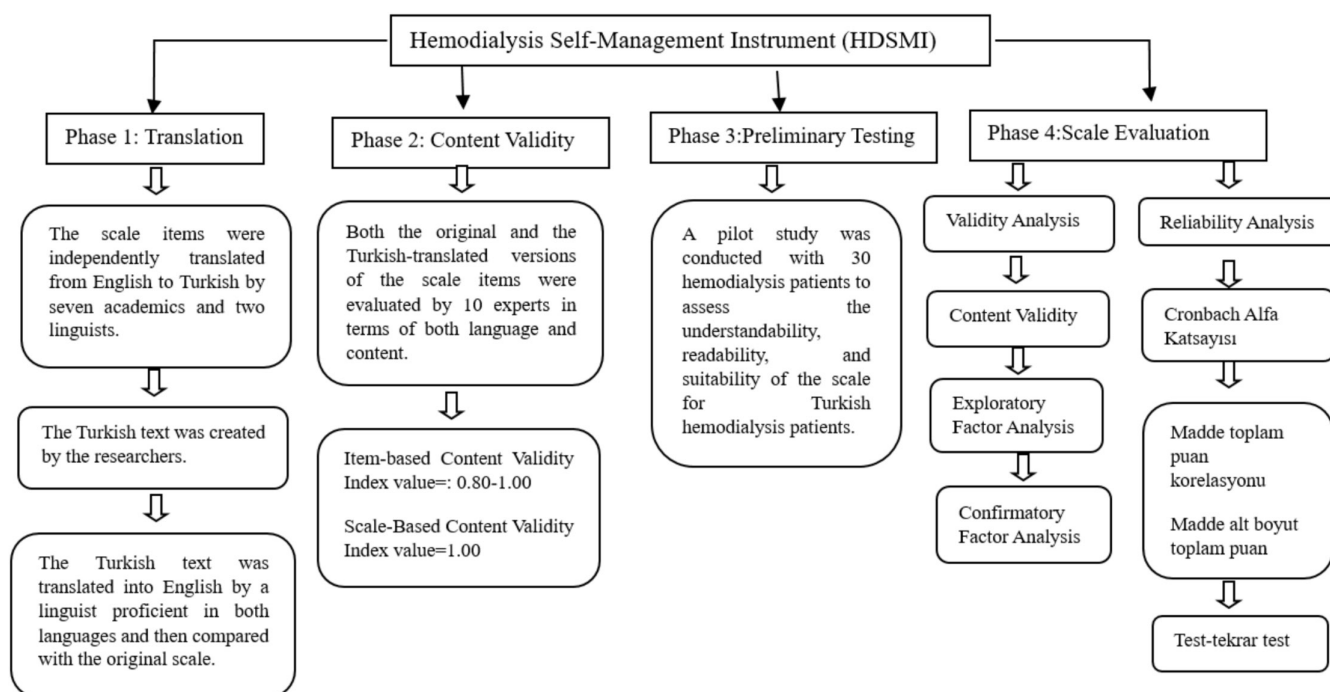 Hemodialysis Self-Management Instrument (HDSMI)
Phase 1: Translation
The scale items were
independently translated
from English to Turkish by
seven academics and two
linguists.
The Turkish text was created
by the researchers.
The Turkish text was
translated into English by a
linguist proficient in both
languages and then compared
with the original scale.
Phase 2: Content Validity
Both the original and the
Turkish-translated versions
of the scale items were
evaluated by 10 experts in
terms of both language and
content.
Item-based Content Validity
Index value=: 0.80-1.00
Scale-Based Content Validity
Index value=1.00
Phase 3:Preliminary Testing
A pilot study was
conducted with 30
hemodialysis patients to
assess the
understandability,
readability, and
suitability of the scale
for Turkish
hemodialysis patients.
Phase 4:Scale Evaluation
Validity Analysis
Content Validity
Exploratory
Factor Analysis
Confirmatory
Factor Analysis
Reliability Analysis
Cronbach Alfa
Katsayısı
Madde toplam
puan
korelasyonu
Madde alt boyut
toplam puan
Test-tekrar test